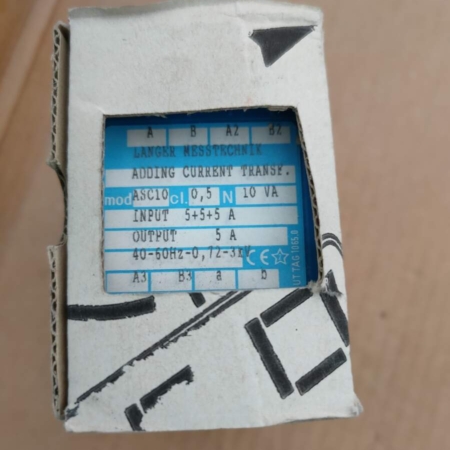 A B A2 B2
LANGER MESSTECHNIK
ADDING CURRENT TRANSF.
mod ASC10 cl. 0,5 N 10 VA
INPUT 5+5+5 A
OUTPUT 5 A
40-60Hz-0,72-3kV CE
A3 B3 a b